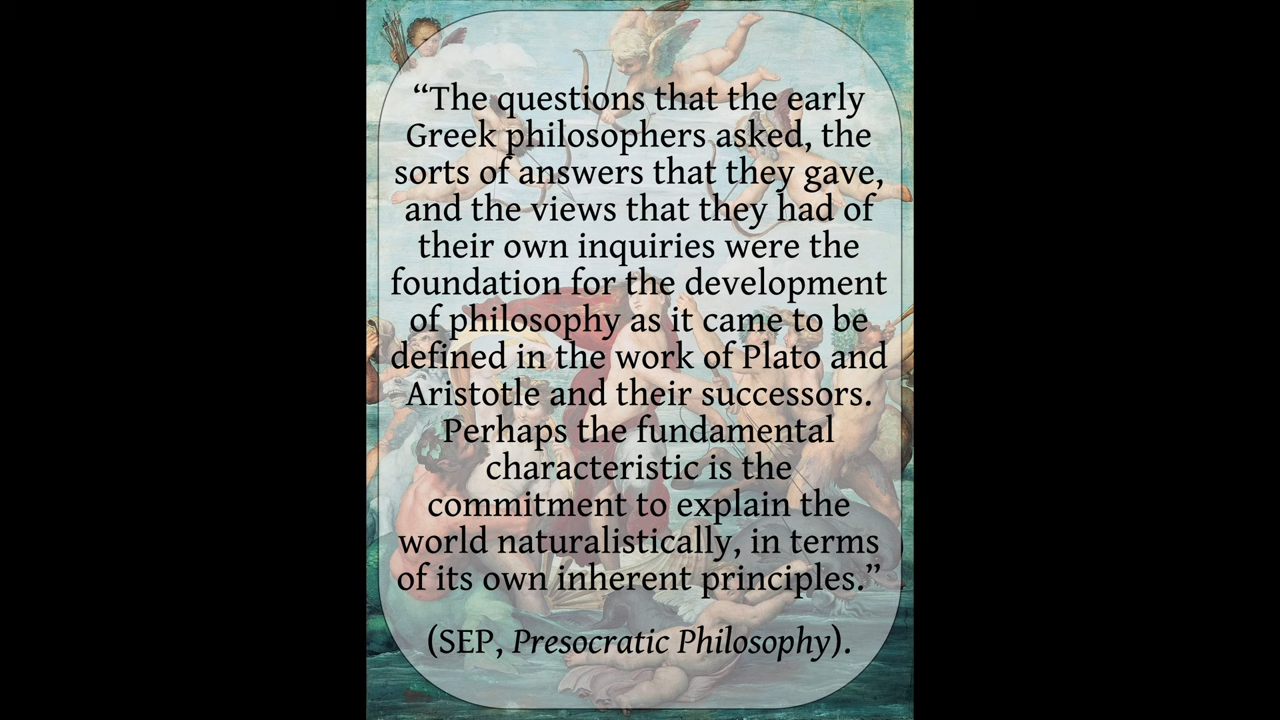 “The questions that the early
Greek philosophers asked, the
sorts of answers that they gave,
and the views that they had of
their own inquiries were the
foundation for the development
of philosophy as it came to be
defined in the work of Plato and
Aristotle and their successors.
Perhaps the fundamental
characteristic is the
commitment to explain the
world naturalistically, in terms
of its own inherent principles.”
(SEP, Presocratic Philosophy).